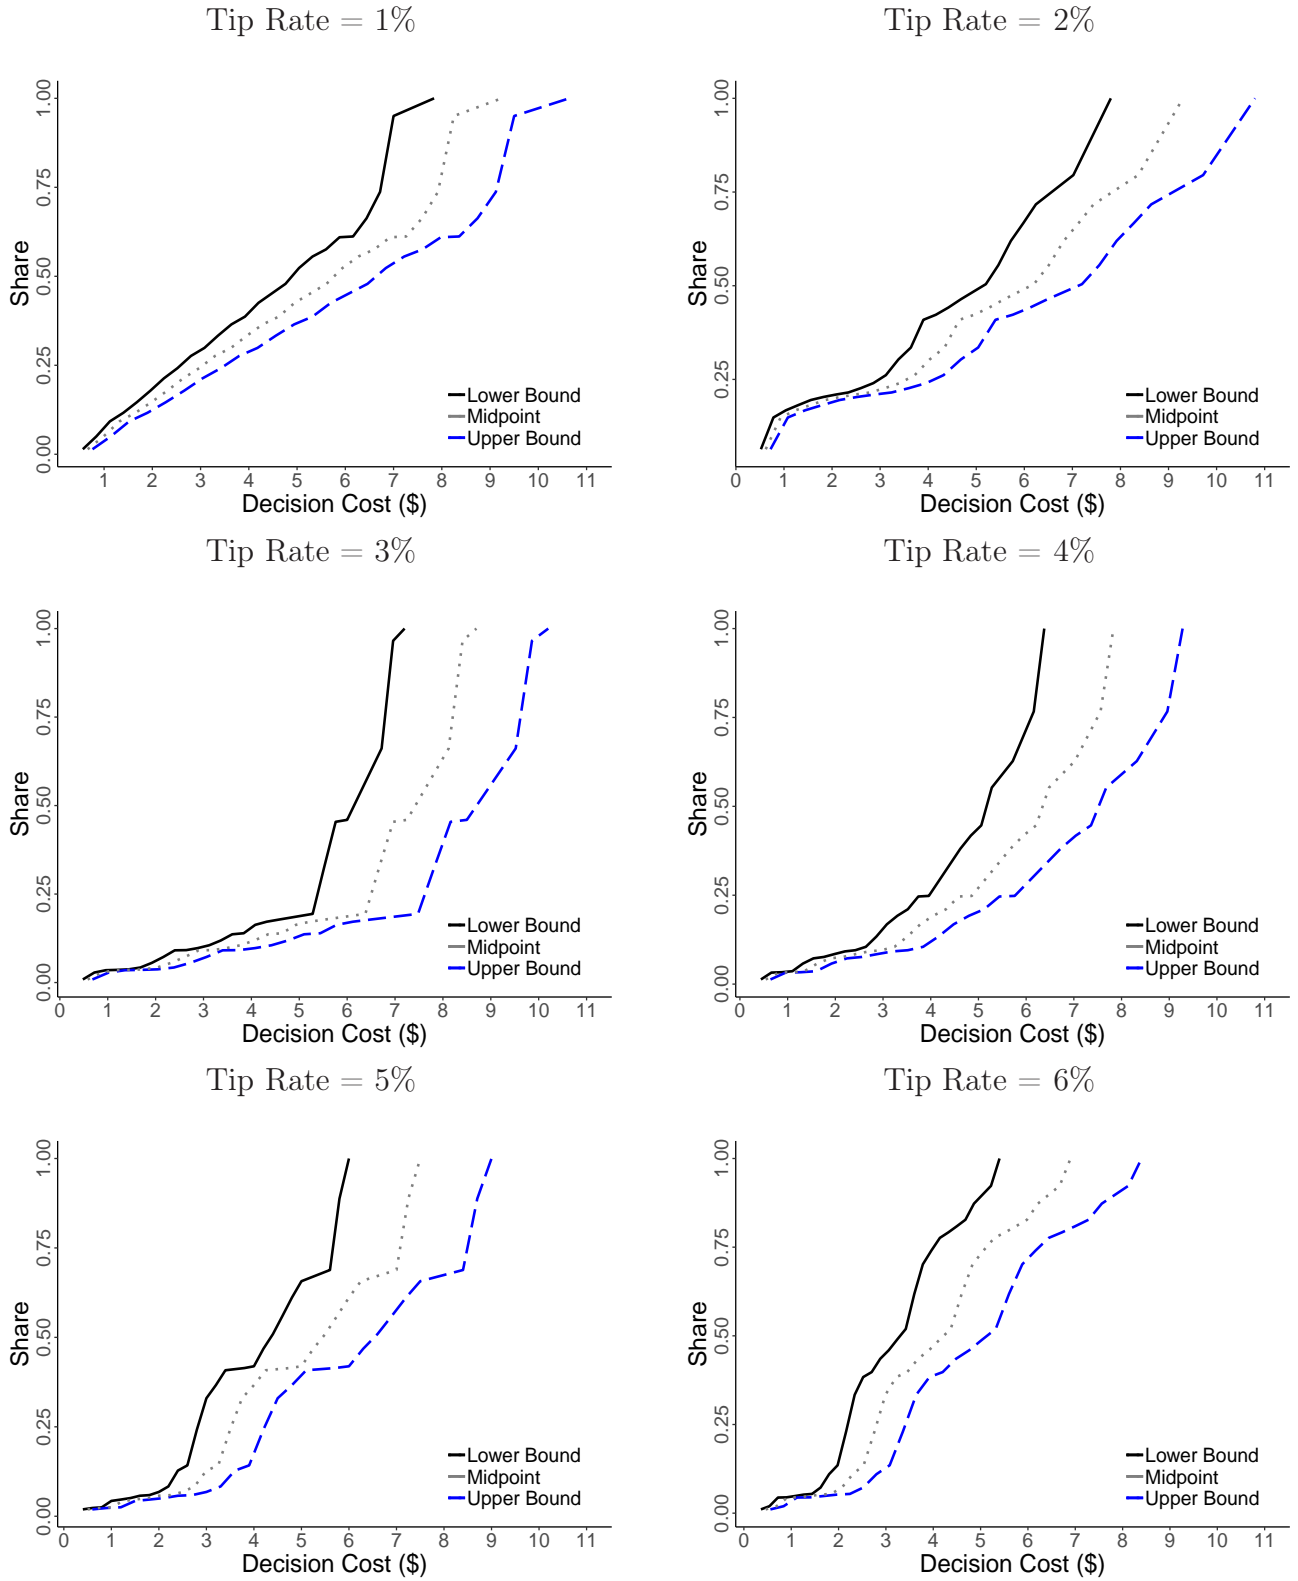 Tip Rate = 1%
Share
0.00 0.25 0.50 0.75 1.00
Lower Bound
Midpoint
Upper Bound
0 1 2 3 4 5 6 7 8 9 10 11
Decision Cost ($)
Tip Rate = 2%
Share
0.25 0.50 0.75 1.00
Lower Bound
Midpoint
Upper Bound
0 1 2 3 4 5 6 7 8 9 10 11
Decision Cost ($)
Tip Rate = 3%
Share
0.00 0.25 0.50 0.75 1.00
Lower Bound
Midpoint
Upper Bound
0 1 2 3 4 5 6 7 8 9 10 11
Decision Cost ($)
Tip Rate = 4%
Share
0.00 0.25 0.50 0.75 1.00
Lower Bound
Midpoint
Upper Bound
0 1 2 3 4 5 6 7 8 9 10 11
Decision Cost ($)
Tip Rate = 5%
Share
0.00 0.25 0.50 0.75 1.00
Lower Bound
Midpoint
Upper Bound
0 1 2 3 4 5 6 7 8 9 10 11
Decision Cost ($)
Tip Rate = 6%
Share
0.00 0.25 0.50 0.75 1.00
Lower Bound
Midpoint
Upper Bound
0 1 2 3 4 5 6 7 8 9 10 11
Decision Cost ($)